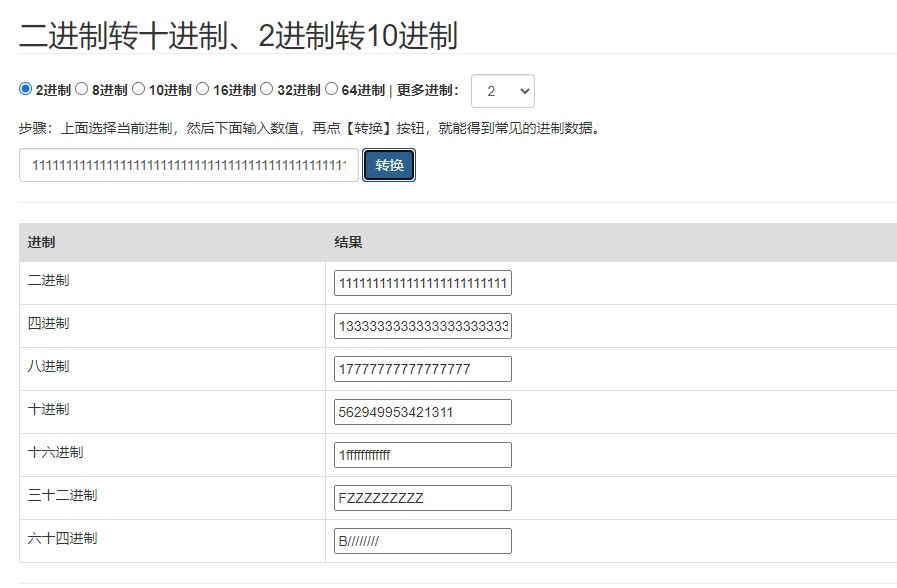 二进制转十进制、2进制转10进制
2进制 8进制 10进制 16进制 32进制 64进制 | 更多进制： 2
步骤：上面选择当前进制，然后下面输入数值，再点【转换】按钮，就能得到常见的进制数据。
11111111111111111111111111111111111111111111111 转换
进制 结果
二进制 1111111111111111111111111
四进制 1333333333333333333333
八进制 17777777777777777
十进制 562949953421311
十六进制 1ffffffffffff
三十二进制 FZZZZZZZZZ
六十四进制 B////////